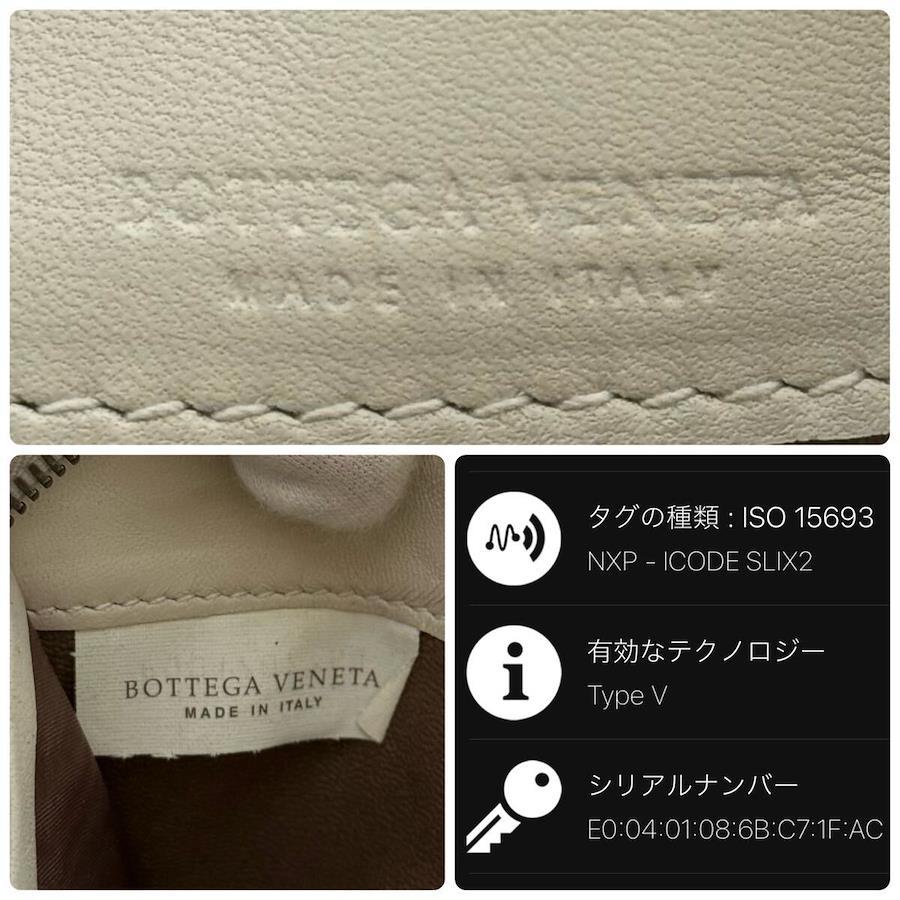 BOTTEGA VENETA
MADE IN ITALY
BOTTEGA VENETA
MADE IN ITALY
タグの種類 : ISO 15693
NXP - ICODE SLIX2
有効なテクノロジー
Type V
シリアルナンバー
E0:04:01:08:6B:C7:1F:AC